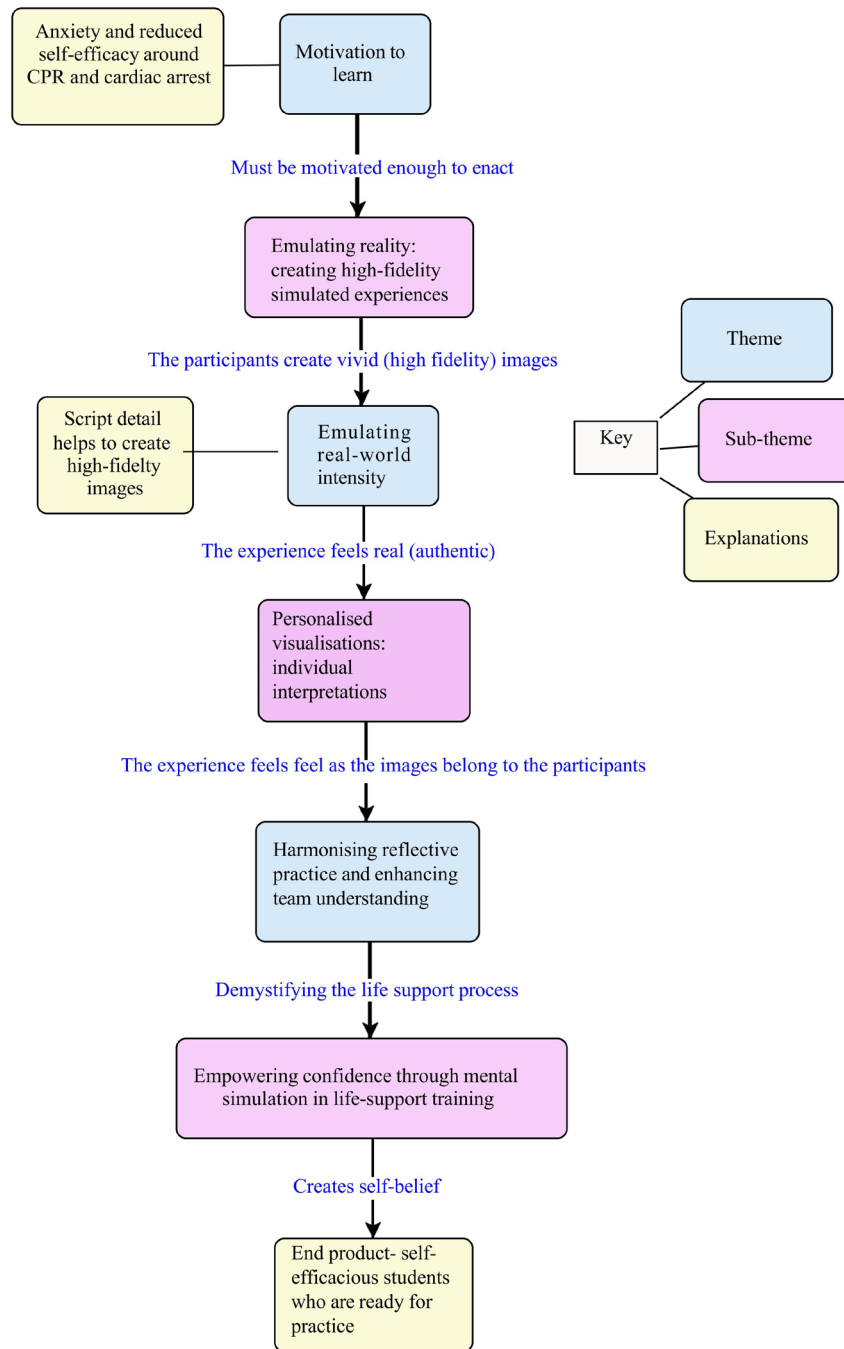 Anxiety and reduced
self-efficacy around
CPR and cardiac arrest
Motivation to
learn
Must be motivated enough to enact
Emulating reality:
creating high-fidelity
simulated experiences
The participants create vivid (high fidelity) images
Script detail
helps to create
high-fidelty
images
Emulating
real-world
intensity
The experience feels real (authentic)
Personalised
visualisations:
individual
interpretations
The experience feels feel as the images belong to the participants
Harmonising reflective
practice and enhancing
team understanding
Demystifying the life support process
Empowering confidence through mental
simulation in life-support training
Creates self-belief
End product- self-
efficacious students
who are ready for
practice
Key
Theme
Sub-theme
Explanations